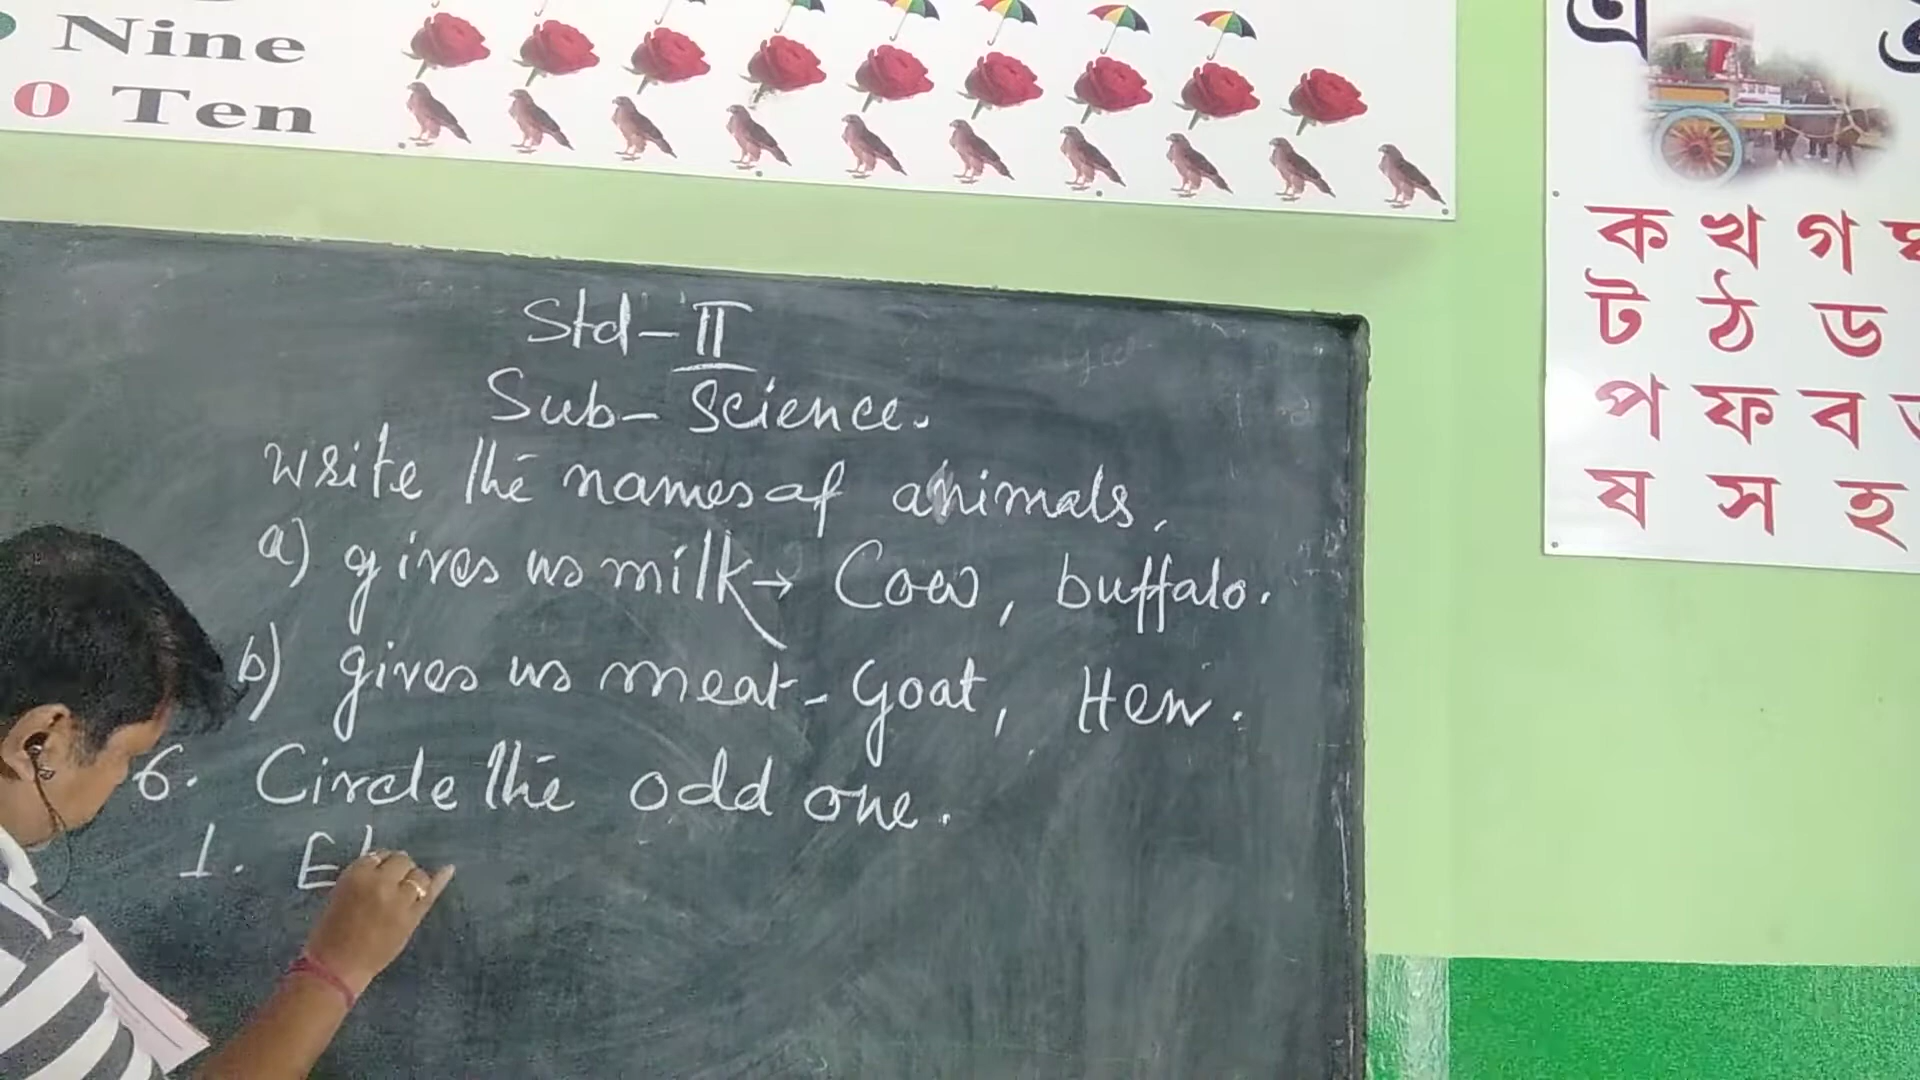 Nine
0 Ten
Std-II
Sub- Science.
write the names of animals,
a) gives us milk→ Cow, buffalo.
b) gives us meat- Goat, Hen.
6. Circle the odd one.
1. El
এ
ক খ গ ঘ
ট ঠ ড
প ফ ব
ষ স হ